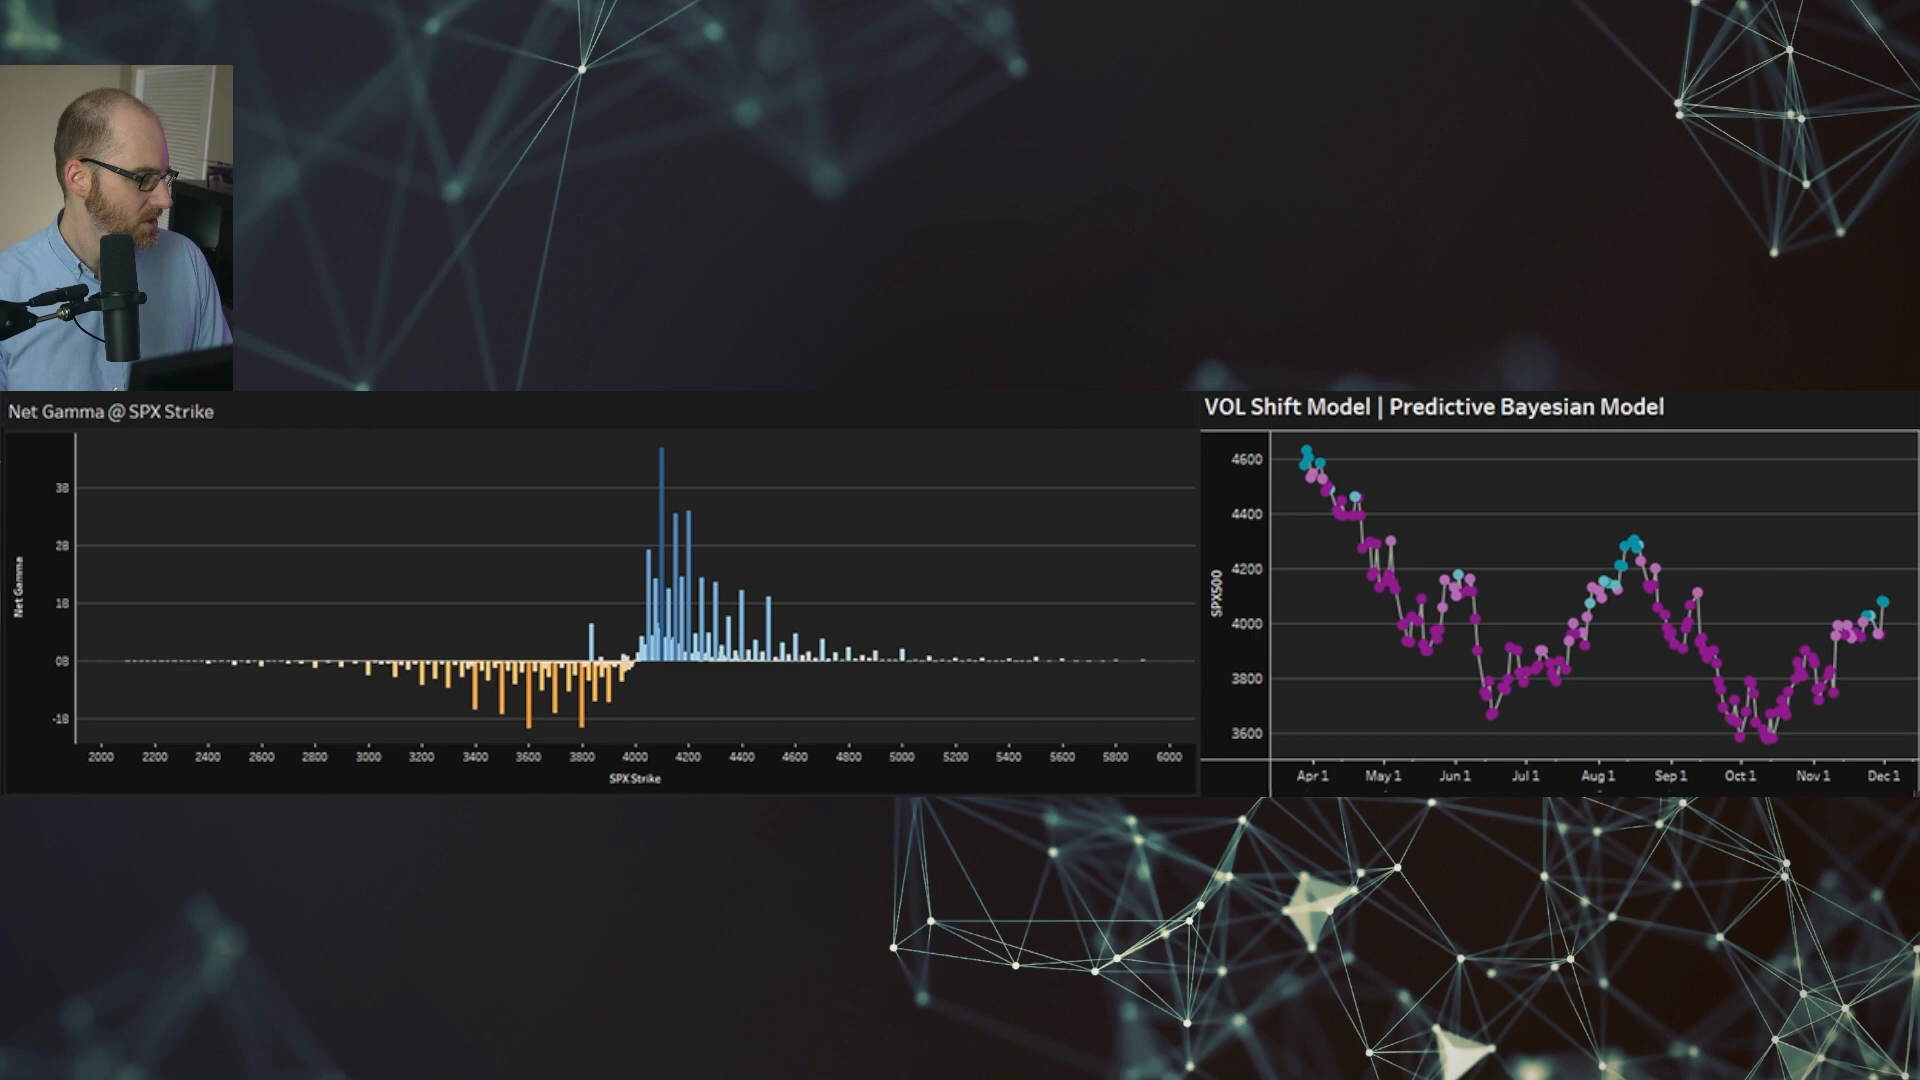 Net Gamma @ SPX Strike
Net Gamma
3B
2B
1B
0B
-1B
2000 2200 2400 2600 2800 3000 3200 3400 3600 3800 4000 4200 4400 4600 4800 5000 5200 5400 5600 5800 6000
SPX Strike
VOL Shift Model | Predictive Bayesian Model
SPX500
4600
4400
4200
4000
3800
3600
Apr 1 May 1 Jun 1 Jul 1 Aug 1 Sep 1 Oct 1 Nov 1 Dec 1